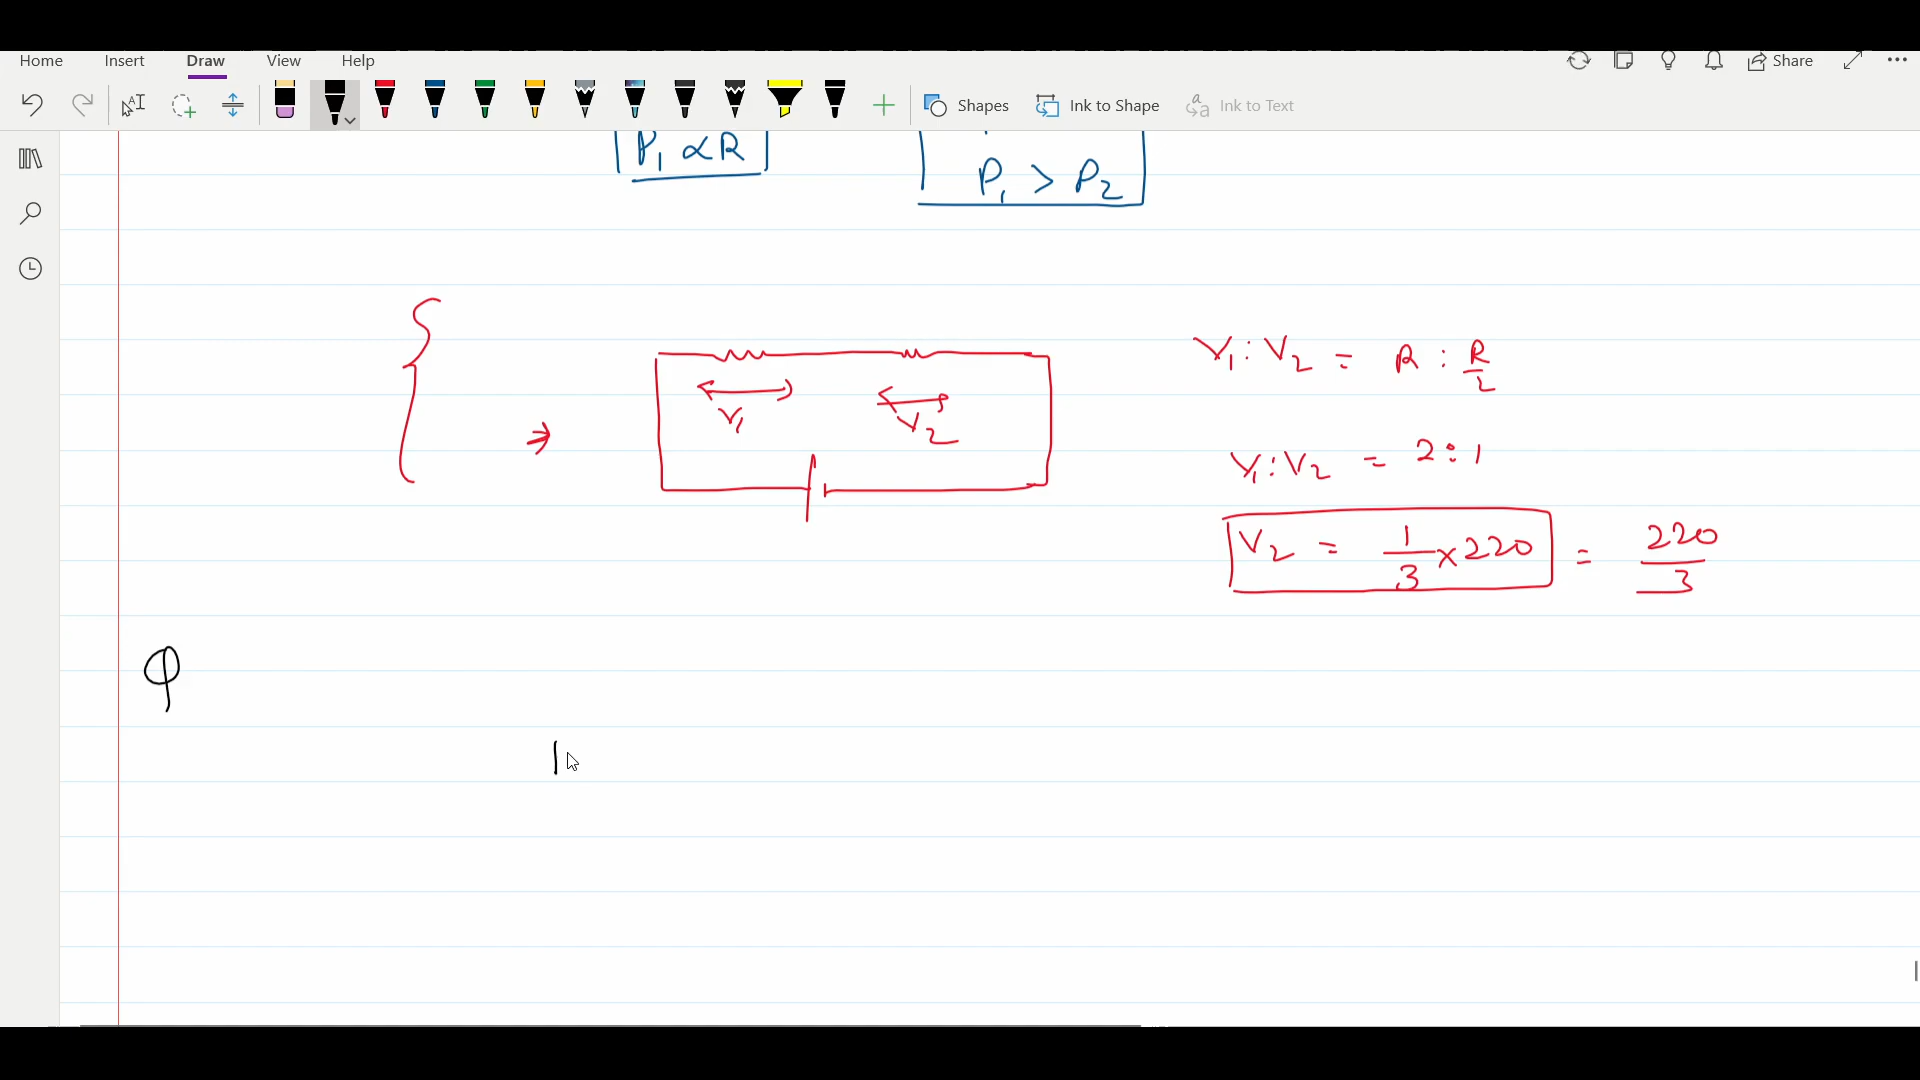 Home Insert Draw View Help Share
Shapes Ink to Shape Ink to Text
P₁ ∝ R
P₁ > P₂
V₁ : V₂ = R : R/2
V₁ V₂
V₁ : V₂ = 2 : 1
V₂ = 1/3 × 220 = 220/3
Q